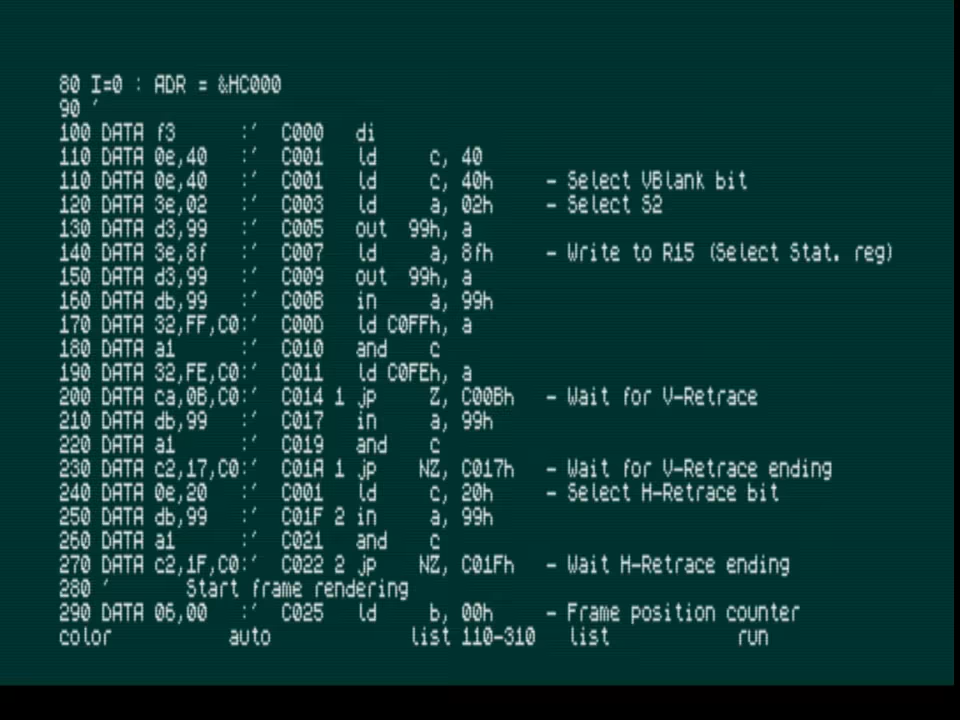 80 I=0 : ADR = &HC000
90 '
100 DATA f3      :'  C000   di
110 DATA 0e,40   :'  C001   ld     c, 40
110 DATA 0e,40   :'  C001   ld     c, 40h     - Select VBlank bit
120 DATA 3e,02   :'  C003   ld     a, 02h     - Select S2
130 DATA d3,99   :'  C005   out  99h, a
140 DATA 3e,8f   :'  C007   ld     a, 8fh     - Write to R15 (Select Stat. reg)
150 DATA d3,99   :'  C009   out  99h, a
160 DATA db,99   :'  C00B   in     a, 99h
170 DATA 32,FF,C0:'  C00D   ld C0FFh, a
180 DATA a1      :'  C010   and    c
190 DATA 32,FE,C0:'  C011   ld C0FEh, a
200 DATA ca,0B,C0:'  C014 1 jp     Z, C00Bh   - Wait for V-Retrace
210 DATA db,99   :'  C017   in     a, 99h
220 DATA a1      :'  C019   and    c
230 DATA c2,17,C0:'  C01A 1 jp    NZ, C017h   - Wait for V-Retrace ending
240 DATA 0e,20   :'  C001   ld     c, 20h     - Select H-Retrace bit
250 DATA db,99   :'  C01F 2 in     a, 99h
260 DATA a1      :'  C021   and    c
270 DATA c2,1F,C0:'  C022 2 jp    NZ, C01Fh   - Wait H-Retrace ending
280 '       Start frame rendering
290 DATA 06,00   :'  C025   ld     b, 00h     - Frame position counter
color           auto             list 110-310   list            run